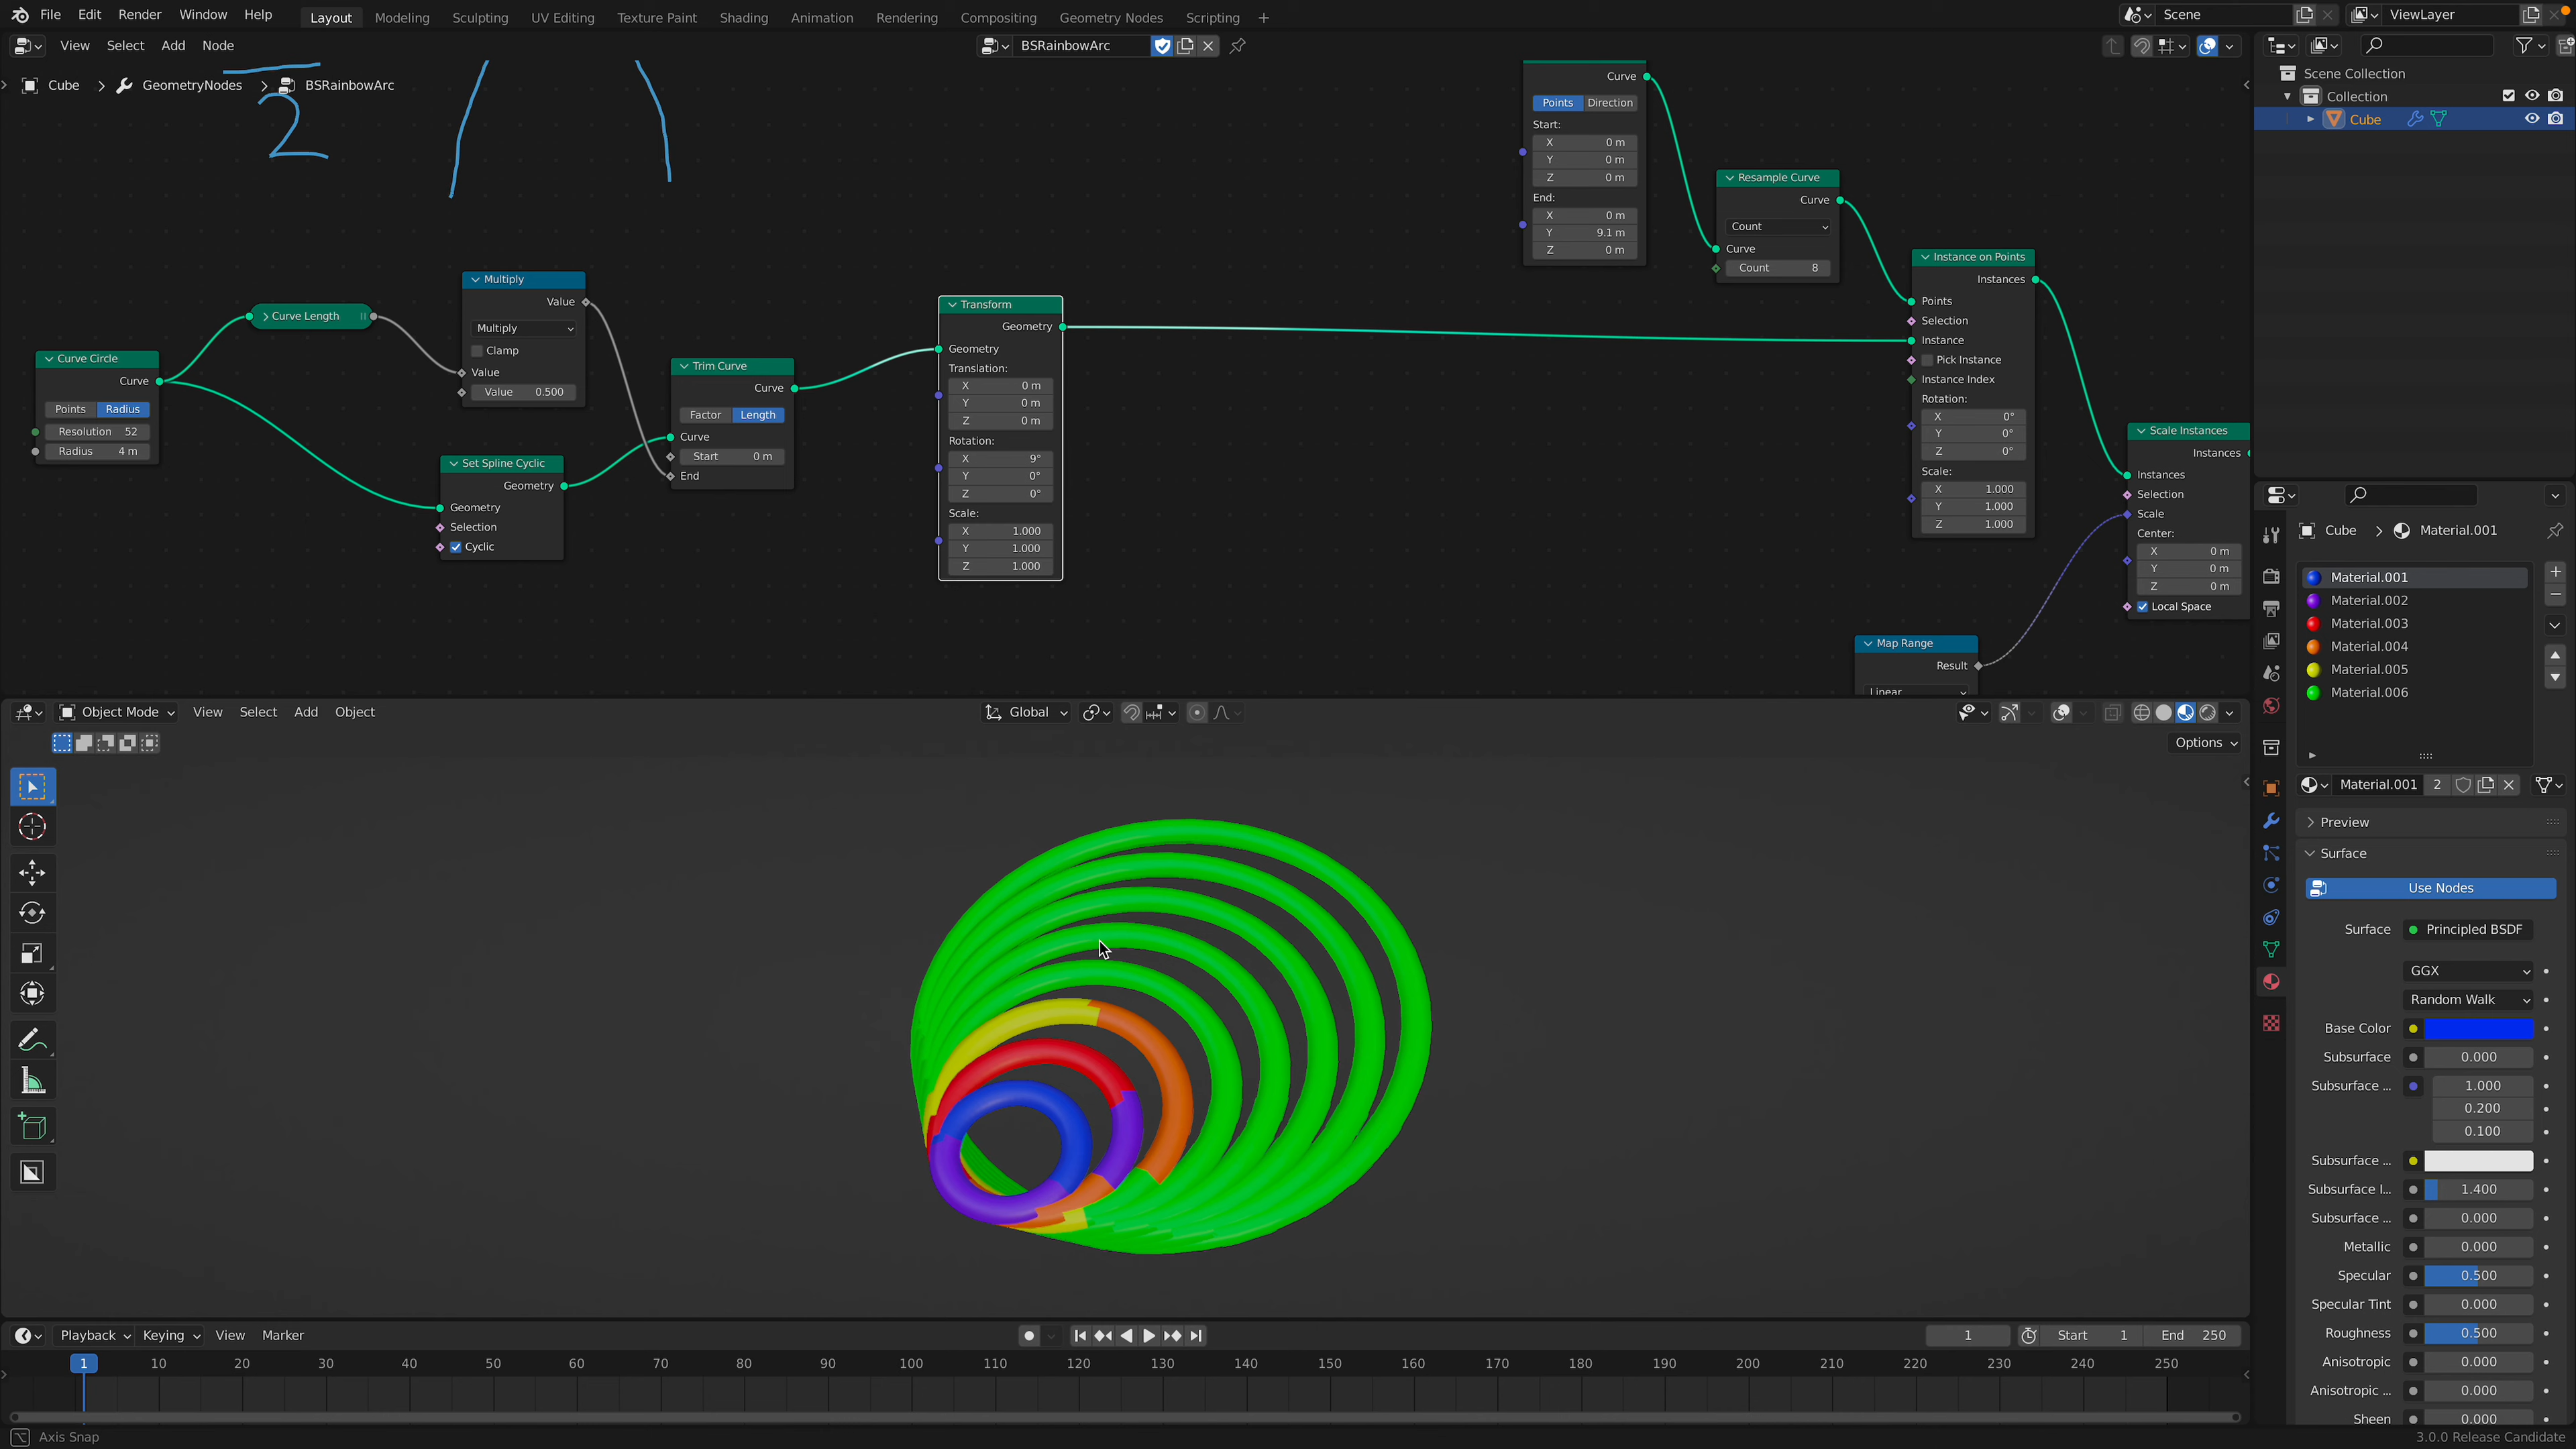 File Edit Render Window Help Layout Modeling Sculpting UV Editing Texture Paint Shading Animation Rendering Compositing Geometry Nodes Scripting + Scene ViewLayer
View Select Add Node BSRainbowArc
Cube > GeometryNodes > BSRainbowArc
2
Curve Circle
Curve
Points Radius
Resolution 52
Radius 4 m
Curve Length
Multiply
Value
Multiply
Clamp
Value
Value 0.500
Set Spline Cyclic
Geometry
Geometry
Selection
Cyclic
Trim Curve
Curve
Factor Length
Curve
Start 0 m
End
Transform
Geometry
Geometry
Translation:
X 0 m
Y 0 m
Z 0 m
Rotation:
X 9°
Y 0°
Z 0°
Scale:
X 1.000
Y 1.000
Z 1.000
Curve
Points Direction
Start:
X 0 m
Y 0 m
Z 0 m
End:
X 0 m
Y 9.1 m
Z 0 m
Resample Curve
Curve
Count
Curve
Count 8
Instance on Points
Instances
Points
Selection
Instance
Pick Instance
Instance Index
Rotation:
X 0°
Y 0°
Z 0°
Scale:
X 1.000
Y 1.000
Z 1.000
Scale Instances
Instances
Instances
Selection
Scale
Center:
X 0 m
Y 0 m
Z 0 m
Local Space
Map Range
Result
Linear
Scene Collection
Collection
Cube
Cube > Material.001
Material.001
Material.002
Material.003
Material.004
Material.005
Material.006
Material.001 2
Preview
Surface
Use Nodes
Surface Principled BSDF
GGX
Random Walk
Base Color
Subsurface 0.000
Subsurface ... 1.000
0.200
0.100
Subsurface ...
Subsurface I... 1.400
Subsurface ... 0.000
Metallic 0.000
Specular 0.500
Specular Tint 0.000
Roughness 0.500
Anisotropic 0.000
Anisotropic ... 0.000
Sheen 0.000
Object Mode View Select Add Object Global
Options
Playback Keying View Marker 1 Start 1 End 250
1 10 20 30 40 50 60 70 80 90 100 110 120 130 140 150 160 170 180 190 200 210 220 230 240 250
Axis Snap 3.0.0 Release Candidate